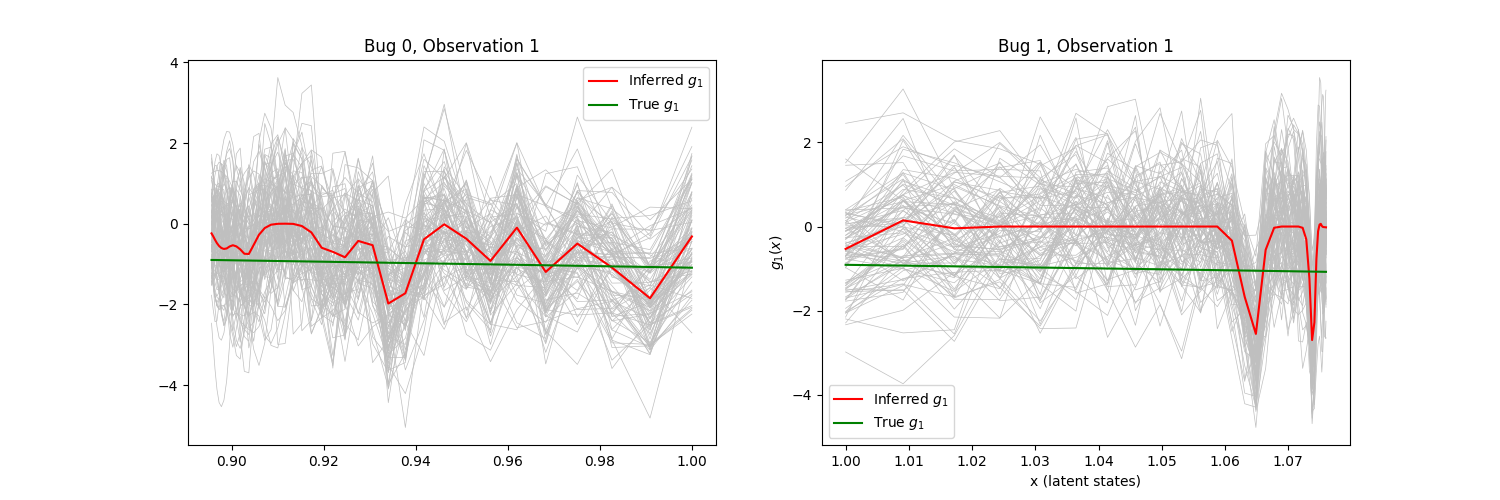 Bug 0, Observation 1
4
2
0
−2
−4
Inferred g₁
True g₁
0.90 0.92 0.94 0.96 0.98 1.00
Bug 1, Observation 1
g₁(x)
2
0
−2
−4
Inferred g₁
True g₁
1.00 1.01 1.02 1.03 1.04 1.05 1.06 1.07
x (latent states)